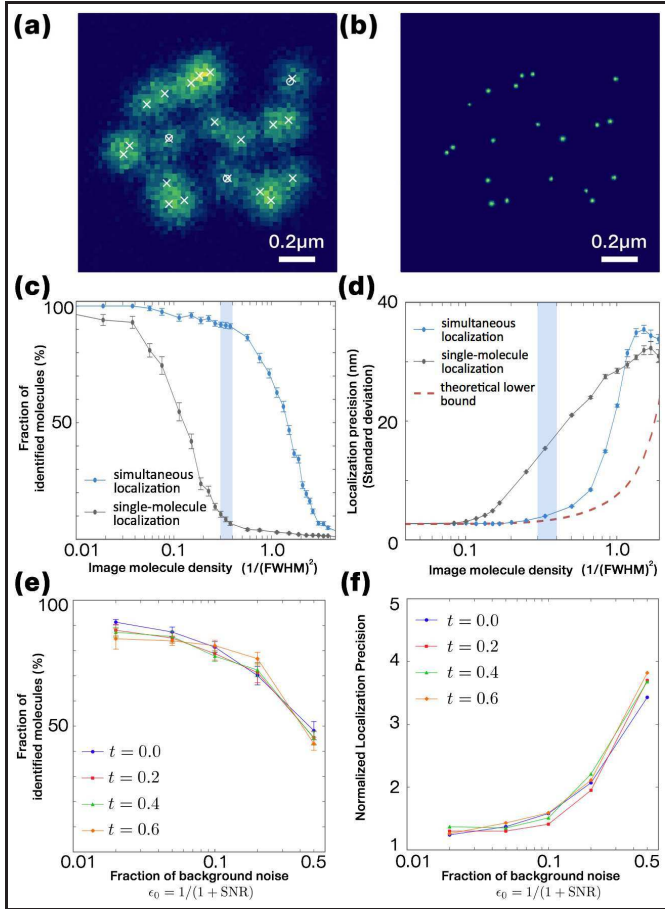 (a)
0.2μm
(b)
0.2μm
(c)
100
50
Fraction of
identified molecules (%)
simultaneous
localization
single-molecule
localization
0.01
0.1
1.0
Image molecule density (1/(FWHM)²)
(d)
40
20
0
Localization precision (nm)
(Standard deviation)
simultaneous
localization
single-molecule
localization
theoretical lower
bound
0.1
1.0
Image molecule density (1/(FWHM)²)
(e)
100
50
Fraction of
identified molecules (%)
t = 0.0
t = 0.2
t = 0.4
t = 0.6
0.01
0.1
0.5
Fraction of background noise
ϵ₀ = 1/(1 + SNR)
(f)
5
4
3
2
1
Normalized Localization Precision
t = 0.0
t = 0.2
t = 0.4
t = 0.6
0.01
0.1
0.5
Fraction of background noise
ϵ₀ = 1/(1 + SNR)